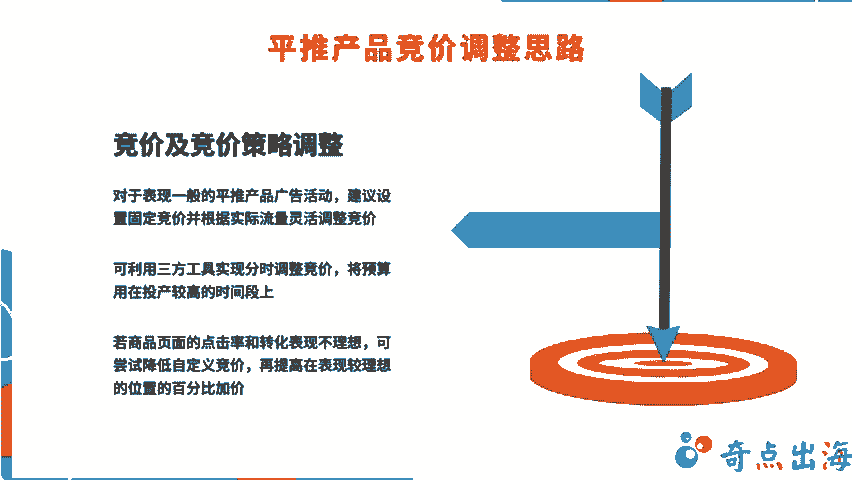 平推产品竞价调整思路
竞价及竞价策略调整
对于表现一般的平推产品广告活动，建议设
置固定竞价并根据实际流量灵活调整竞价
可利用三方工具实现分时调整竞价，将预算
用在投产较高的时间段上
若商品页面的点击率和转化表现不理想，可
尝试降低自定义竞价，再提高在表现较理想
的位置的百分比加价
奇点出海